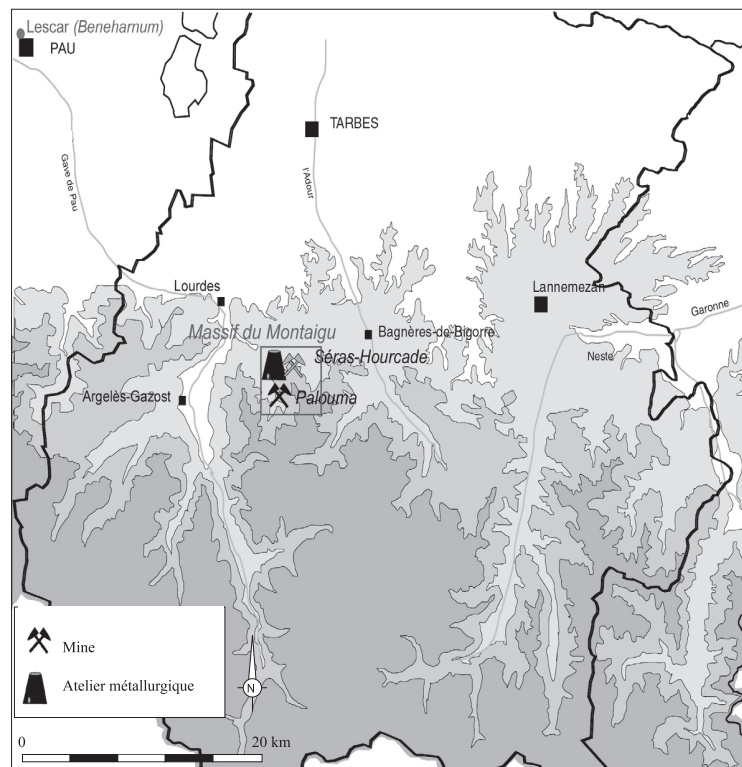 Lescar (Beneharnum)
PAU
TARBES
Gave de Pau
l'Adour
Lourdes
Lannemezan
Garonne
Massif du Montaigu
Bagnères-de-Bigorre
Séras-Hourcade
Neste
Argelès-Gazost
Palouma
Mine
Atelier métallurgique
N
0 20 km